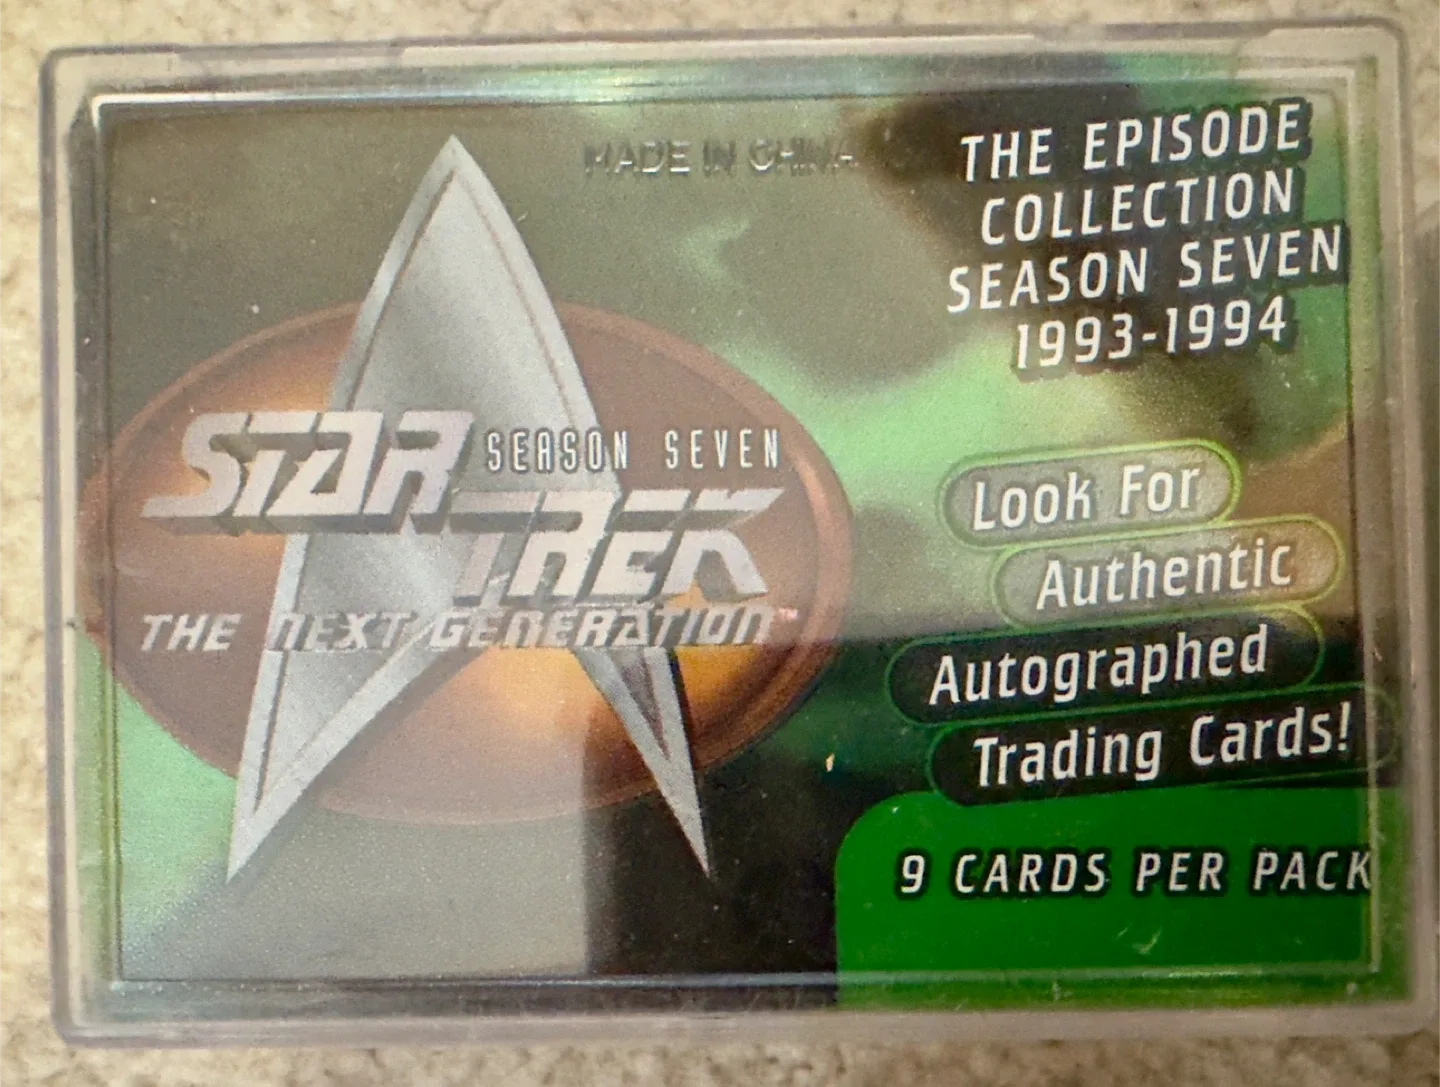 MADE IN CHINA
THE EPISODE
COLLECTION
SEASON SEVEN
1993-1994
STAR SEASON SEVEN
TREK
THE NEXT GENERATION™
Look For
Authentic
Autographed
Trading Cards!
9 CARDS PER PACK